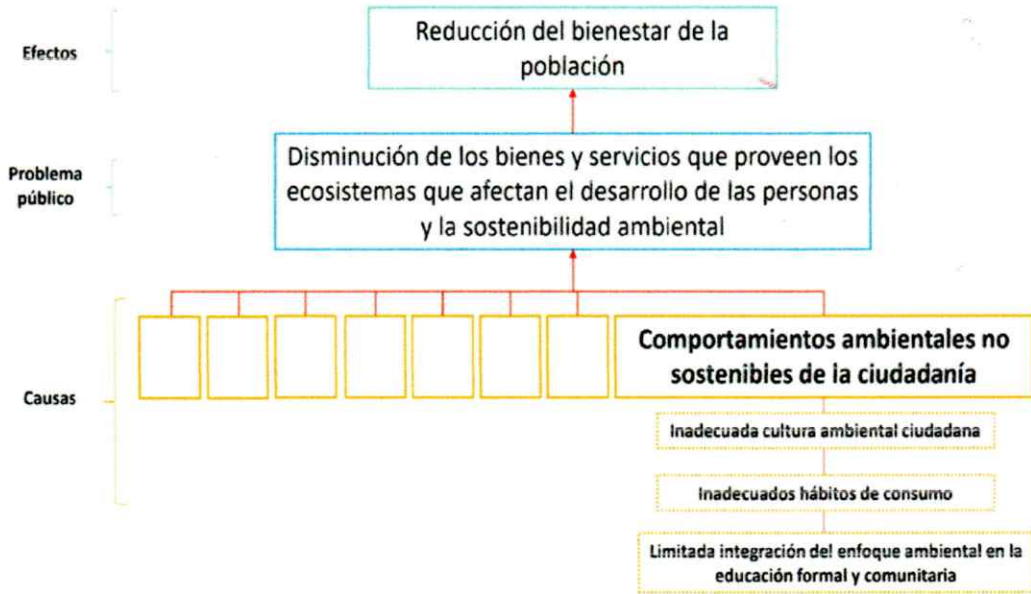 Efectos
Reducción del bienestar de la
población
Problema
público
Disminución de los bienes y servicios que proveen los
ecosistemas que afectan el desarrollo de las personas
y la sostenibilidad ambiental
Causas
Comportamientos ambientales no
sostenibles de la ciudadanía
Inadecuada cultura ambiental ciudadana
Inadecuados hábitos de consumo
Limitada integración del enfoque ambiental en la
educación formal y comunitaria